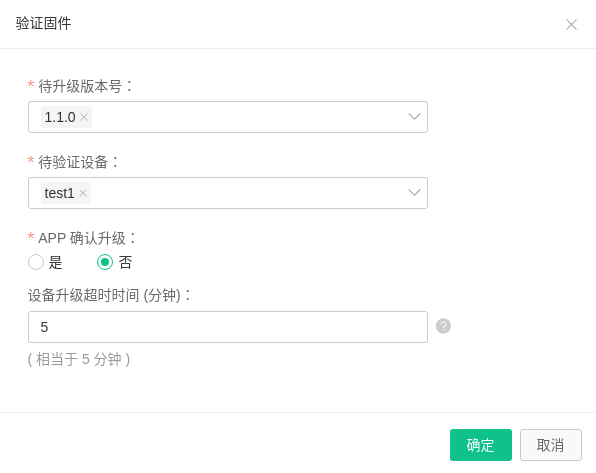 验证固件
* 待升级版本号：
1.1.0
* 待验证设备：
test1
* APP 确认升级：
是 否
设备升级超时时间 (分钟)：
5
?
( 相当于 5 分钟 )
确定 取消